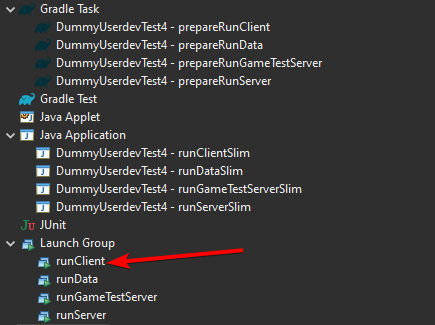 Gradle Task
DummyUserdevTest4 - prepareRunClient
DummyUserdevTest4 - prepareRunData
DummyUserdevTest4 - prepareRunGameTestServer
DummyUserdevTest4 - prepareRunServer
Gradle Test
Java Applet
Java Application
DummyUserdevTest4 - runClientSlim
DummyUserdevTest4 - runDataSlim
DummyUserdevTest4 - runGameTestServerSlim
DummyUserdevTest4 - runServerSlim
JUnit
Launch Group
runClient
runData
runGameTestServer
runServer